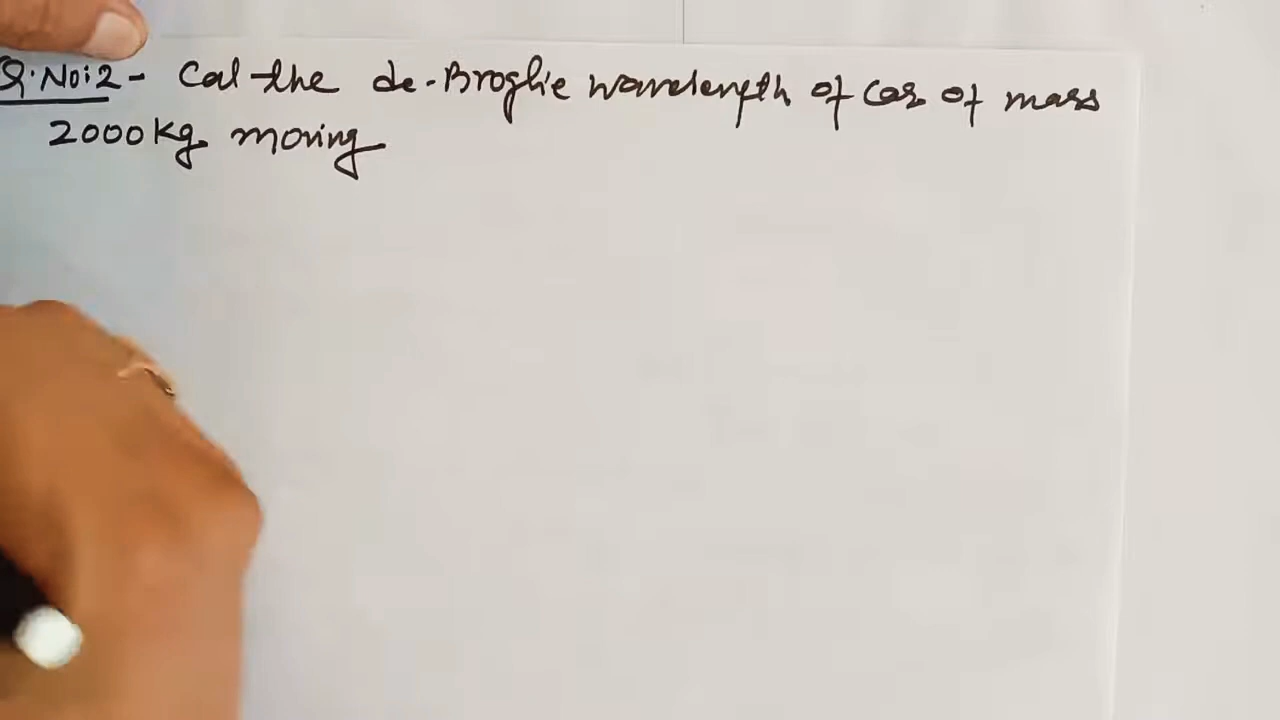 Q.No:2- Cal the de-Broglie wavelength of car of mass
2000kg moving